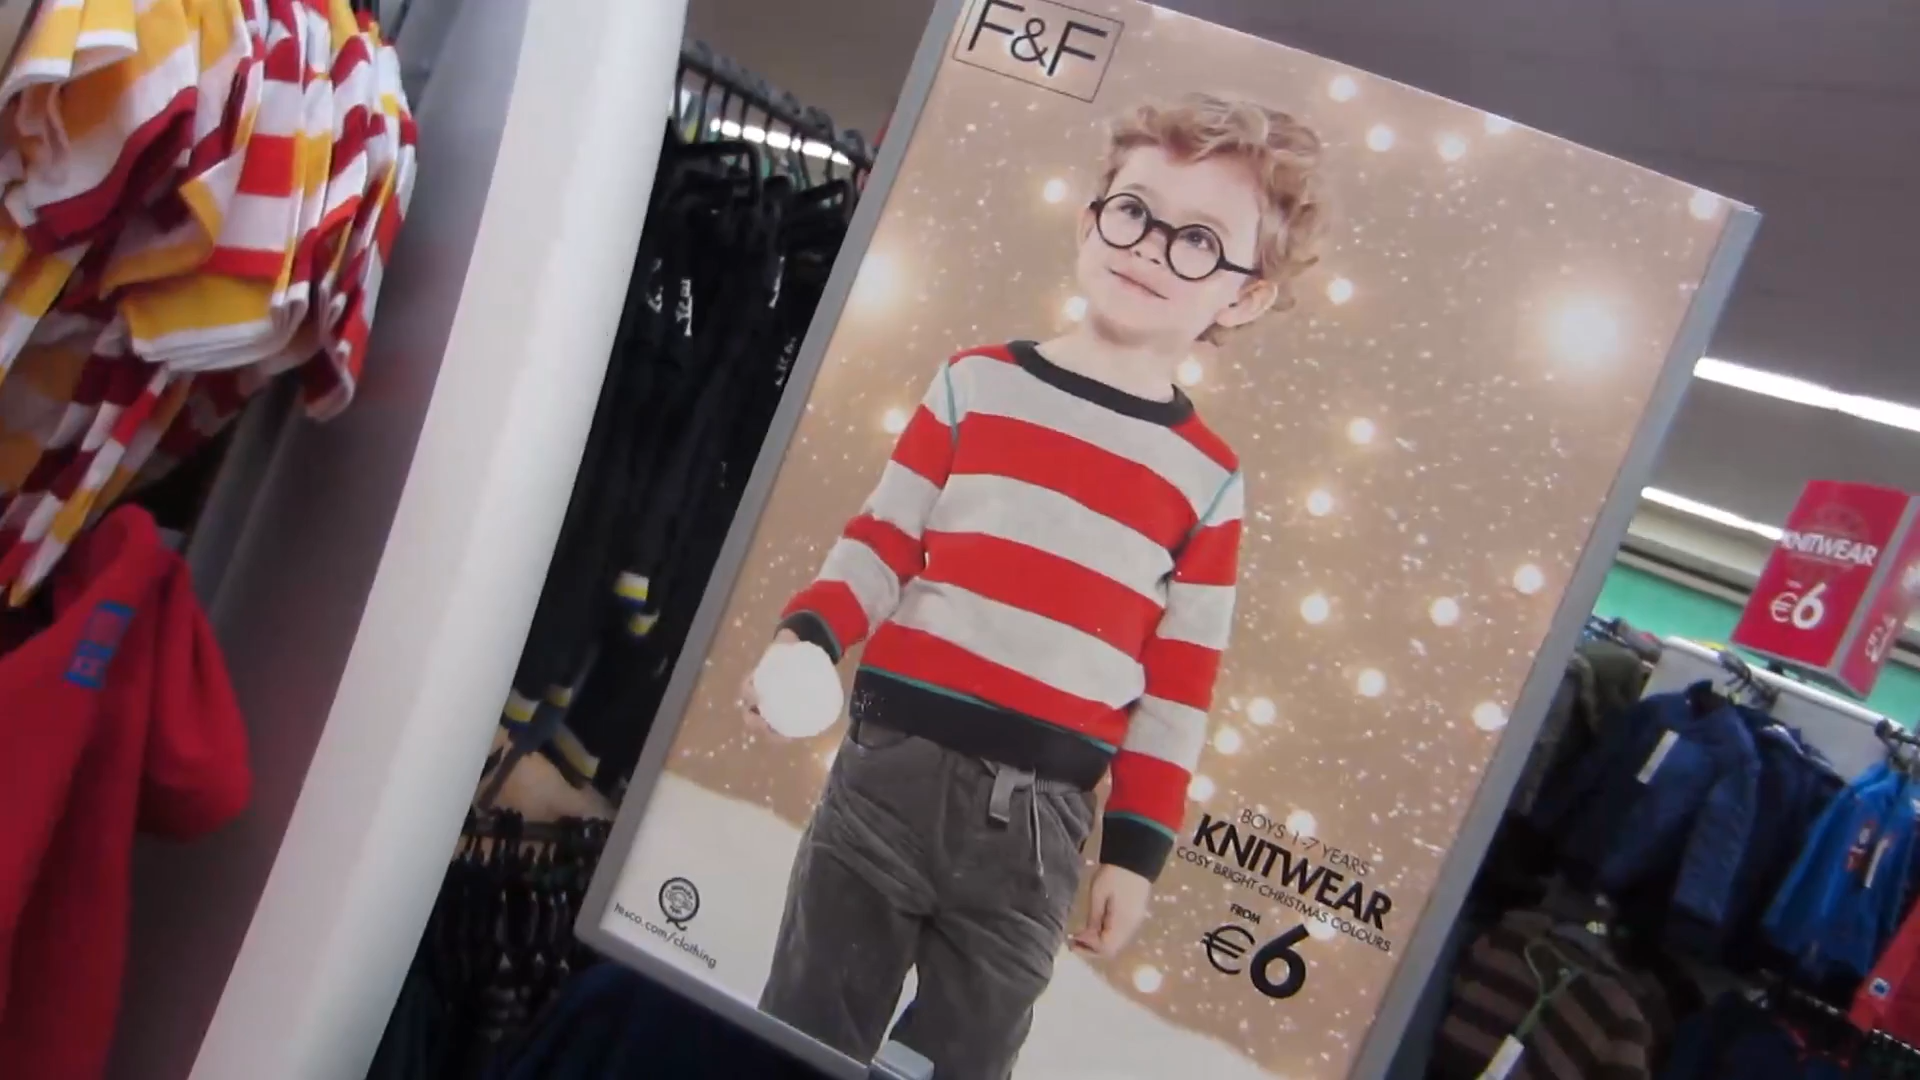 F&F
BOYS 1-7 YEARS
KNITWEAR
COSY BRIGHT CHRISTMAS COLOURS
FROM
€6
tesco.com/clothing
KNITWEAR
€6